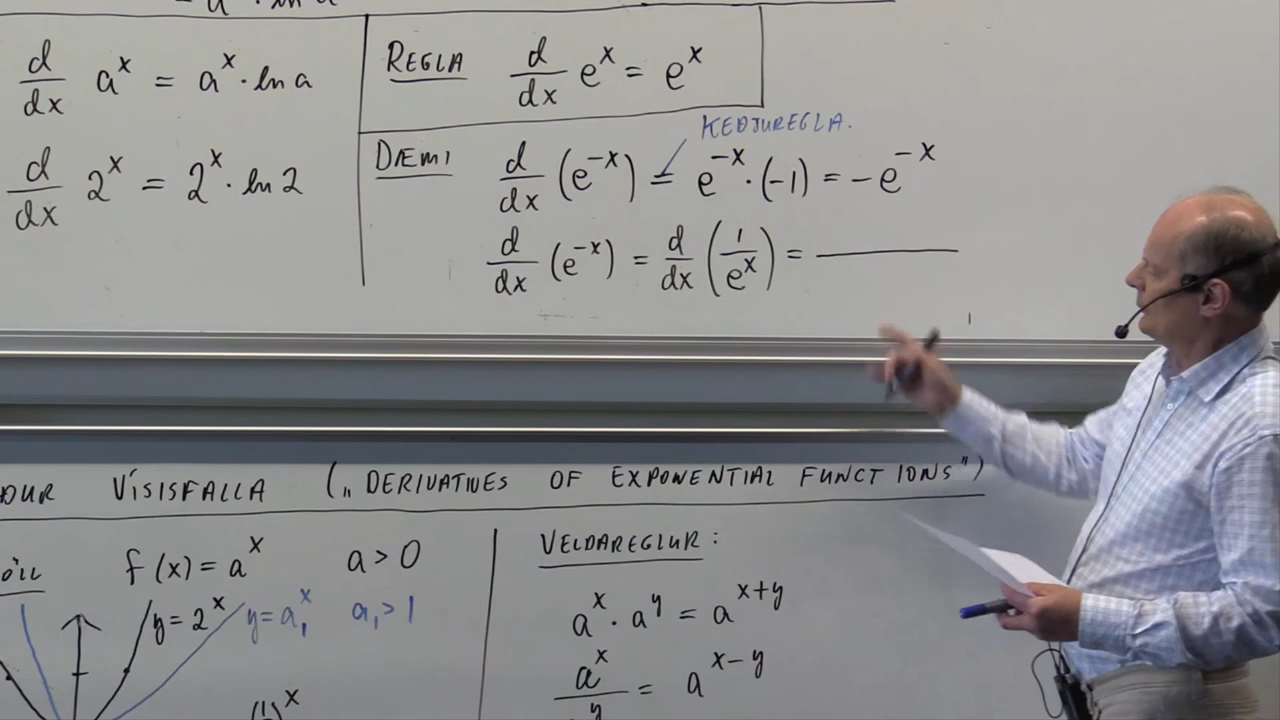 d/dx a^x = a^x · ln a
d/dx 2^x = 2^x · ln 2
REGLA d/dx e^x = e^x
KEÐJUREGLA.
DÆMI d/dx (e^-x) = e^-x · (-1) = -e^-x
d/dx (e^-x) = d/dx (1/e^x) =
VÍSISFALLA („DERIVATIVES OF EXPONENTIAL FUNCTIONS")
f(x) = a^x a > 0
y = 2^x y = a₁^x a₁ > 1
VELDAREGLUR:
a^x · a^y = a^x+y
a^x/y = a^x-y